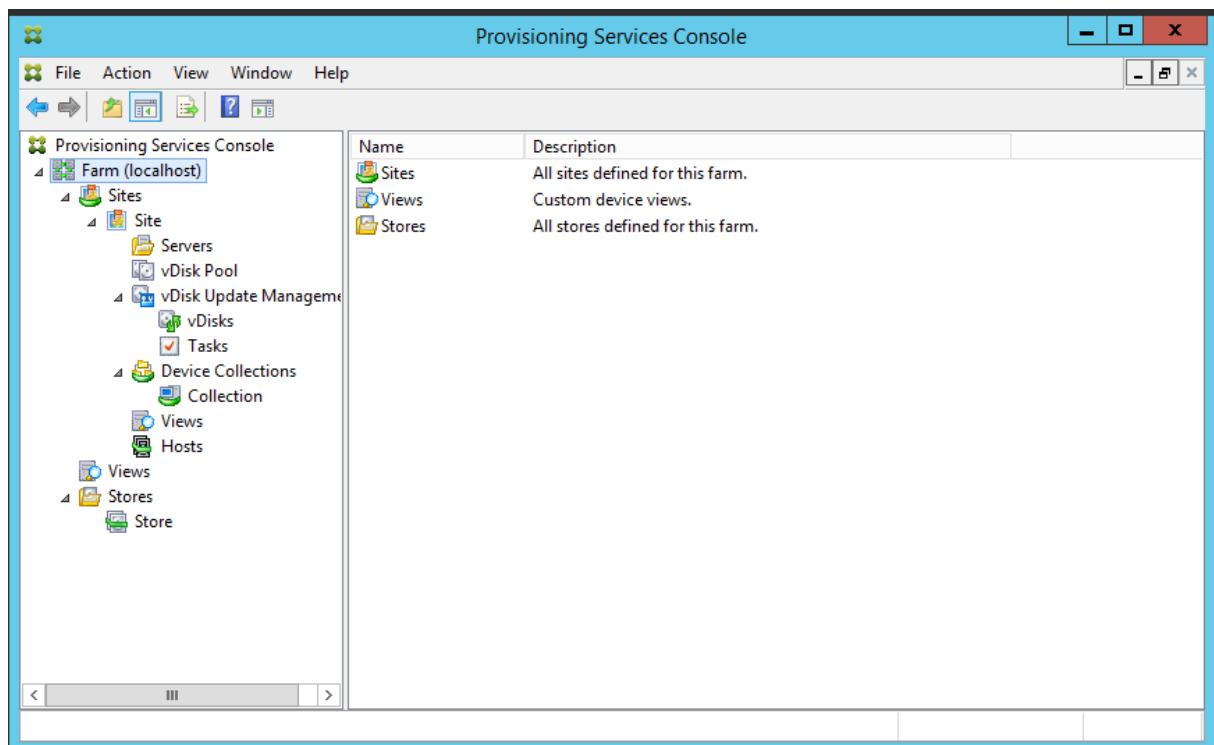 Provisioning Services Console
File Action View Window Help
Provisioning Services Console
Farm (localhost)
Sites
Site
Servers
vDisk Pool
vDisk Update Manageme
vDisks
Tasks
Device Collections
Collection
Views
Hosts
Views
Stores
Store
Name Description
Sites All sites defined for this farm.
Views Custom device views.
Stores All stores defined for this farm.